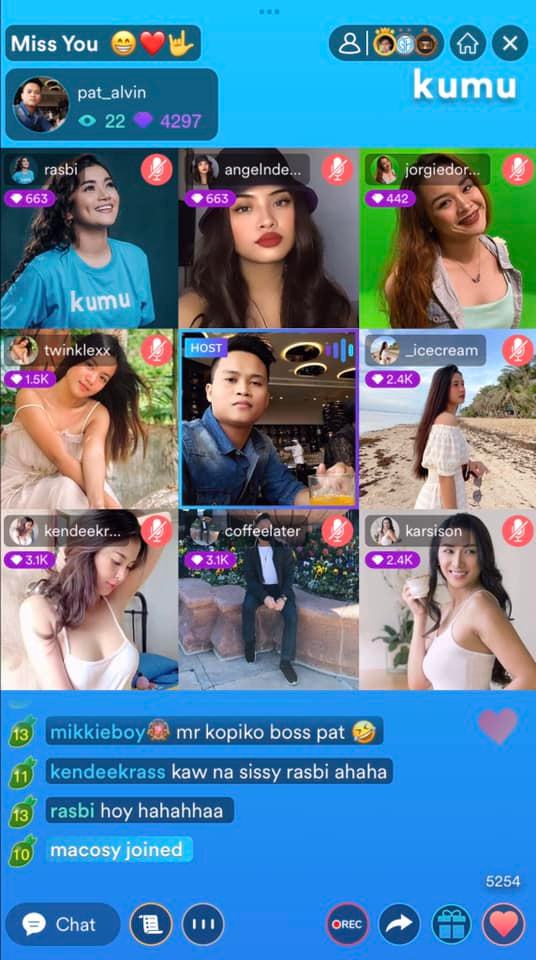 Miss You 😁❤️🤟
pat_alvin
22 4297
kumu
rasbi
663
angelnde...
663
jorgiedor...
442
kumu
twinklexx
1.5K
HOST
_icecream
2.4K
kendeekr...
3.1K
coffeelater
3.1K
karsison
2.4K
13 mikkieboy mr kopiko boss pat 🤣
11 kendeekrass kaw na sissy rasbi ahaha
13 rasbi hoy hahahhaa
10 macosy joined
5254
Chat
REC